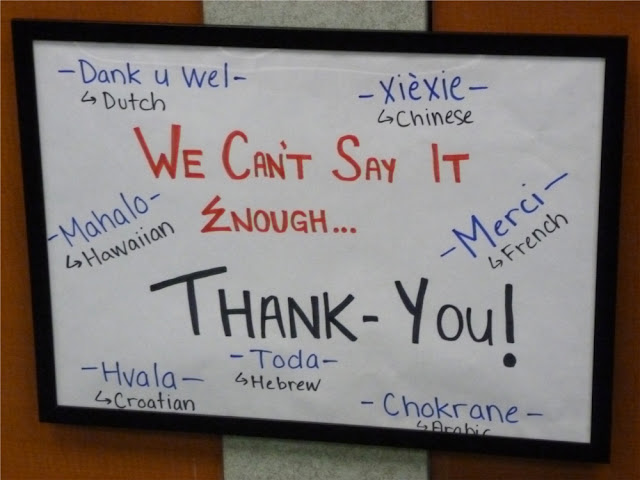 -Dank u Wel-
↳Dutch
-Xièxie-
↳Chinese
WE CAN'T SAY IT
ENOUGH...
-Mahalo-
↳Hawaiian
-Merci-
↳French
THANK-YOU!
-Hvala-
↳Croatian
-Toda-
↳Hebrew
-Chokrane-
↳Arabic